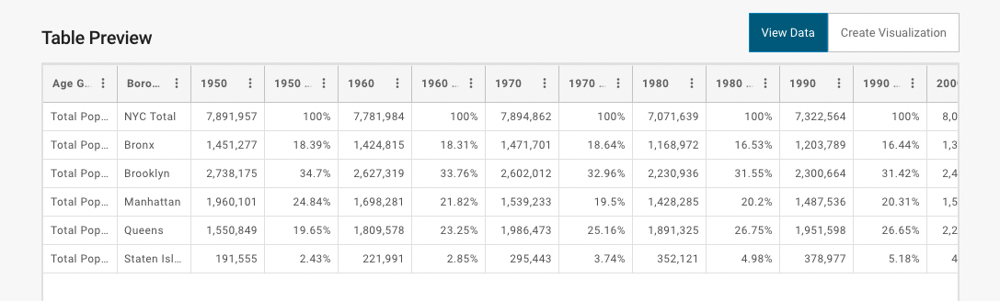 View Data Create Visualization
Table Preview
Age G... Boro... 1950 1950 ... 1960 1960 ... 1970 1970 ... 1980 1980 ... 1990 1990 ... 200
Total Pop... NYC Total 7,891,957 100% 7,781,984 100% 7,894,862 100% 7,071,639 100% 7,322,564 100% 8,0
Total Pop... Bronx 1,451,277 18.39% 1,424,815 18.31% 1,471,701 18.64% 1,168,972 16.53% 1,203,789 16.44% 1,3
Total Pop... Brooklyn 2,738,175 34.7% 2,627,319 33.76% 2,602,012 32.96% 2,230,936 31.55% 2,300,664 31.42% 2,4
Total Pop... Manhattan 1,960,101 24.84% 1,698,281 21.82% 1,539,233 19.5% 1,428,285 20.2% 1,487,536 20.31% 1,5
Total Pop... Queens 1,550,849 19.65% 1,809,578 23.25% 1,986,473 25.16% 1,891,325 26.75% 1,951,598 26.65% 2,2
Total Pop... Staten Isl... 191,555 2.43% 221,991 2.85% 295,443 3.74% 352,121 4.98% 378,977 5.18% 4